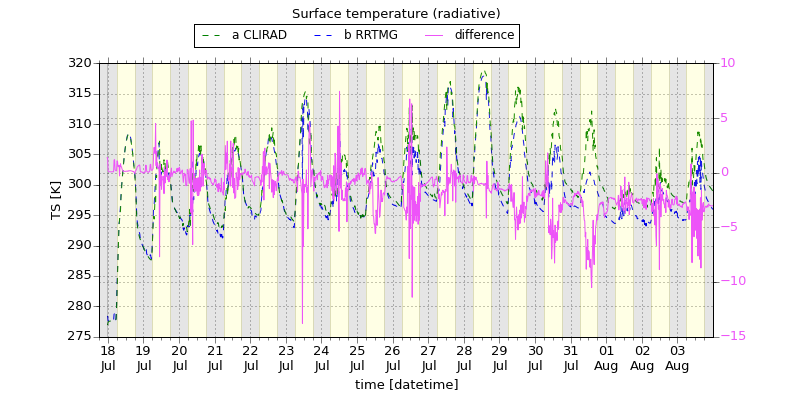 Surface temperature (radiative)
a CLIRAD b RRTMG difference
320 10
315
310 5
305
300 0
295 −5
290
285 −10
280
275 −15
TS [K]
18 19 20 21 22 23 24 25 26 27 28 29 30 31 01 02 03
Jul Jul Jul Jul Jul Jul Jul Jul Jul Jul Jul Jul Jul Jul Aug Aug Aug
time [datetime]